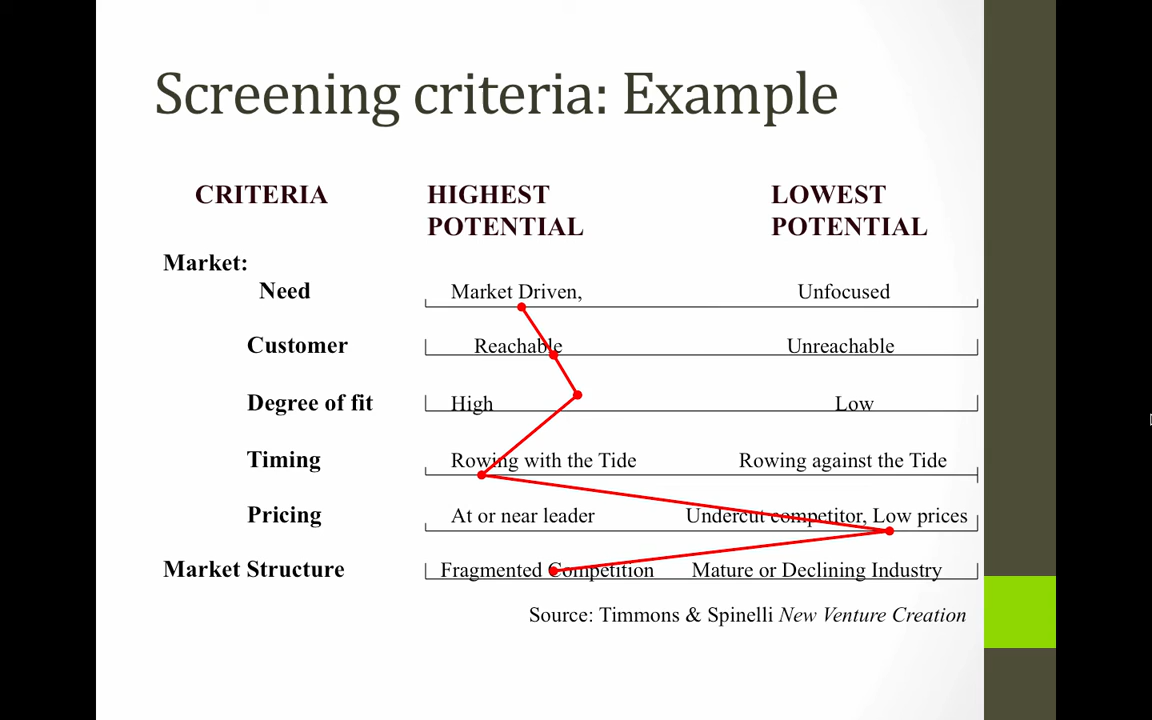 Screening criteria: Example
CRITERIA HIGHEST POTENTIAL LOWEST POTENTIAL
Market:
Need Market Driven, Unfocused
Customer Reachable Unreachable
Degree of fit High Low
Timing Rowing with the Tide Rowing against the Tide
Pricing At or near leader Undercut competitor, Low prices
Market Structure Fragmented Competition Mature or Declining Industry
Source: Timmons & Spinelli New Venture Creation